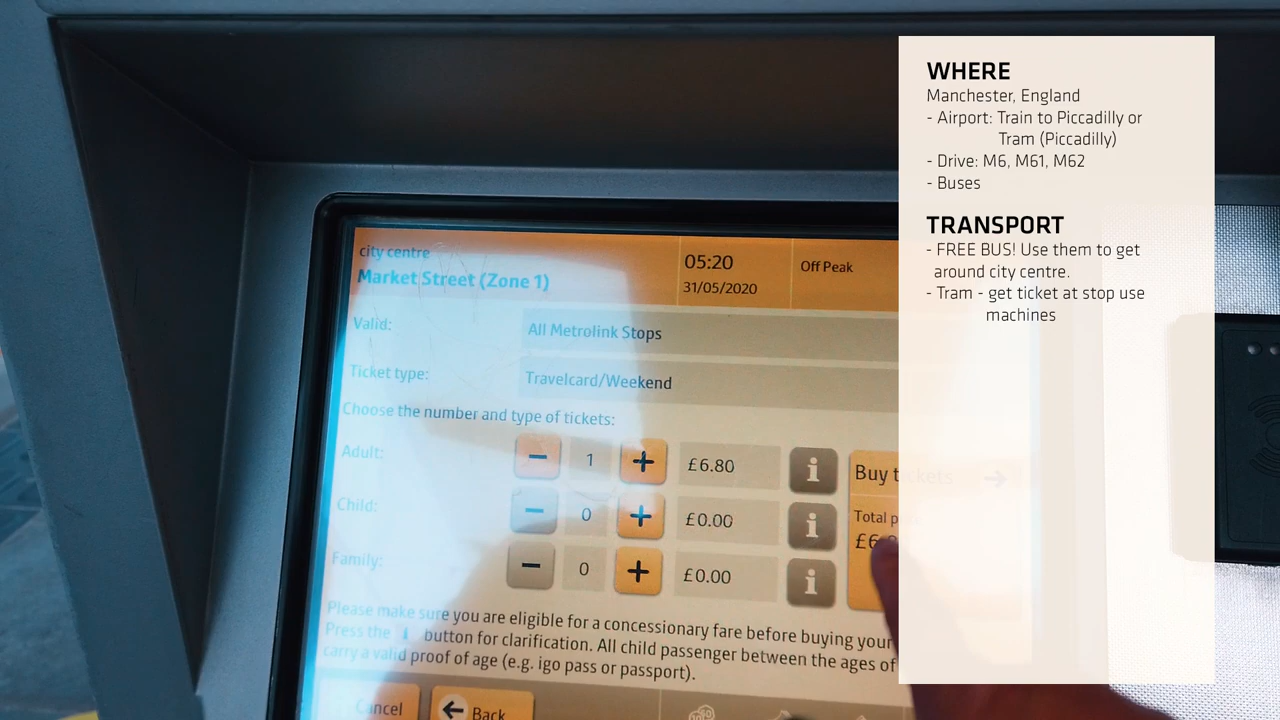 WHERE
Manchester, England
- Airport: Train to Piccadilly or
Tram (Piccadilly)
- Drive: M6, M61, M62
- Buses
TRANSPORT
- FREE BUS! Use them to get
around city centre.
- Tram - get ticket at stop use
machines
city centre
Market Street (Zone 1)
05:20
31/05/2020
Off Peak
Valid:
All Metrolink Stops
Ticket type:
Travelcard/Weekend
Choose the number and type of tickets:
Adult:
- 1 + £6.80 i
Child:
- 0 + £0.00 i
Family:
- 0 + £0.00 i
Buy tickets →
Total
Please make sure you are eligible for a concessionary fare before buying your
Press the i button for clarification. All child passenger between the ages of
carry a valid proof of age (e.g. igo pass or passport).
Cancel
Back